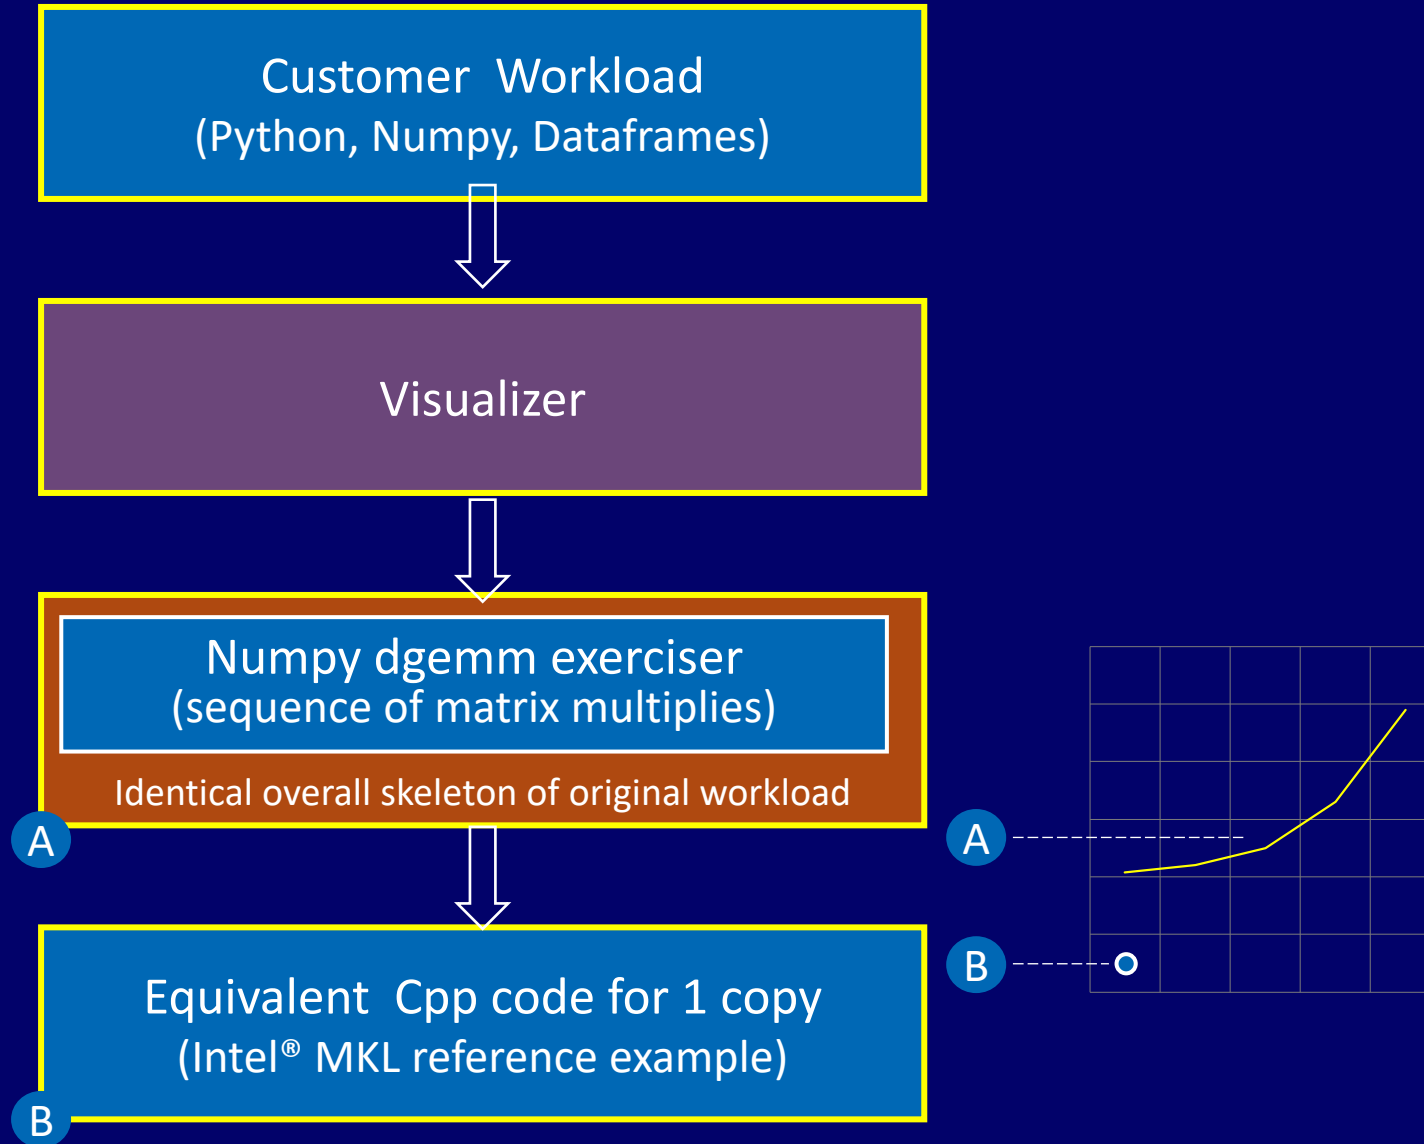 Customer  Workload
(Python, Numpy, Dataframes)
Visualizer
Numpy dgemm exerciser
(sequence of matrix multiplies)
Identical overall skeleton of original workload
A
Equivalent  Cpp code for 1 copy
(Intel® MKL reference example)
B
A
B